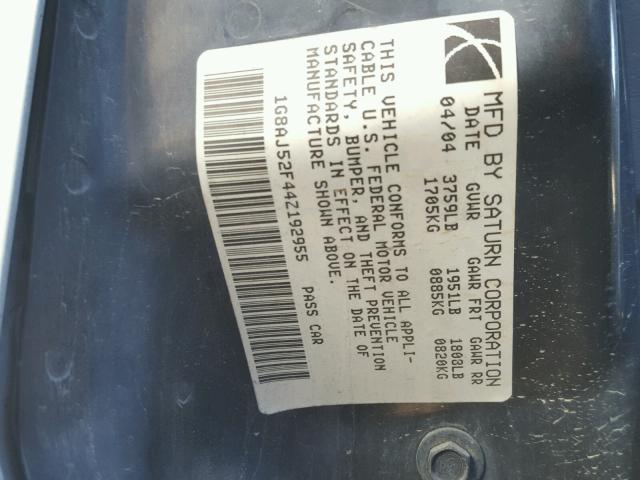 MFD BY SATURN CORPORATION
DATE GVWR GAWR FRT GAWR RR
04/04 3759LB 1951LB 1803LB
1705KG 0885KG 0820KG
THIS VEHICLE CONFORMS TO ALL APPLI-
CABLE U.S. FEDERAL MOTOR VEHICLE
SAFETY, BUMPER, AND THEFT PREVENTION
STANDARDS IN EFFECT ON THE DATE OF
MANUFACTURE SHOWN ABOVE.
1G8AJ52F44Z192955 PASS CAR